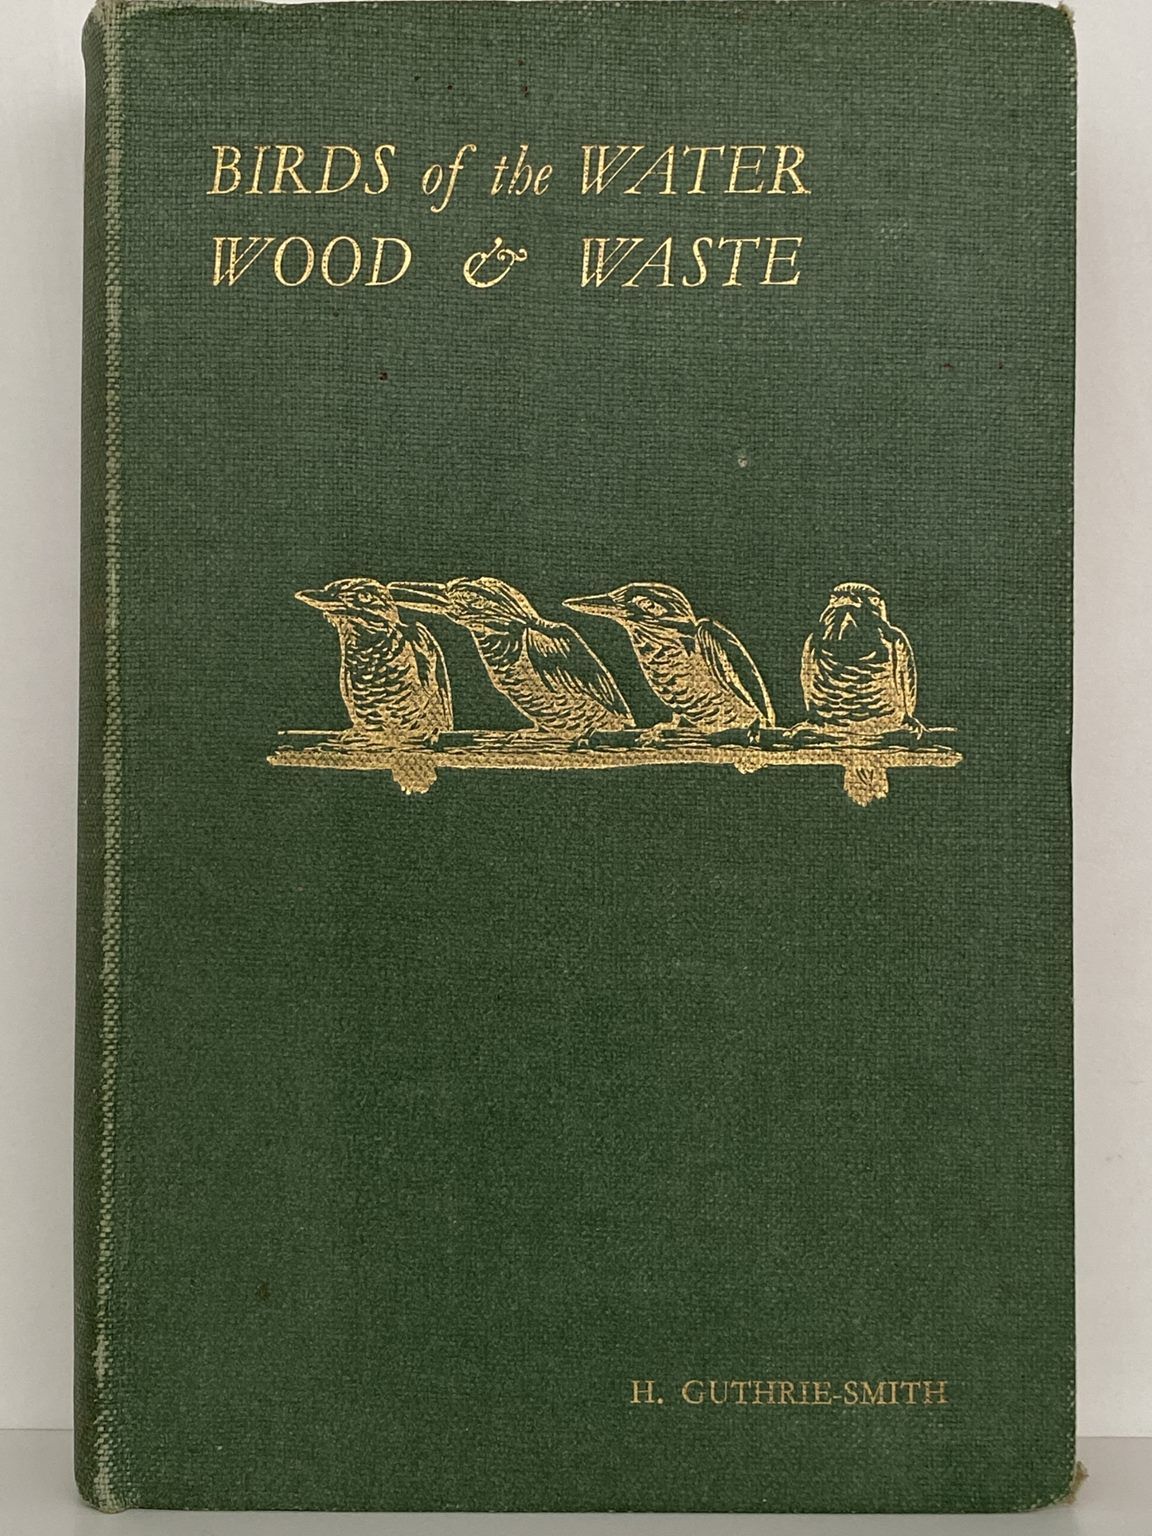 BIRDS of the WATER
WOOD & WASTE
H. GUTHRIE-SMITH